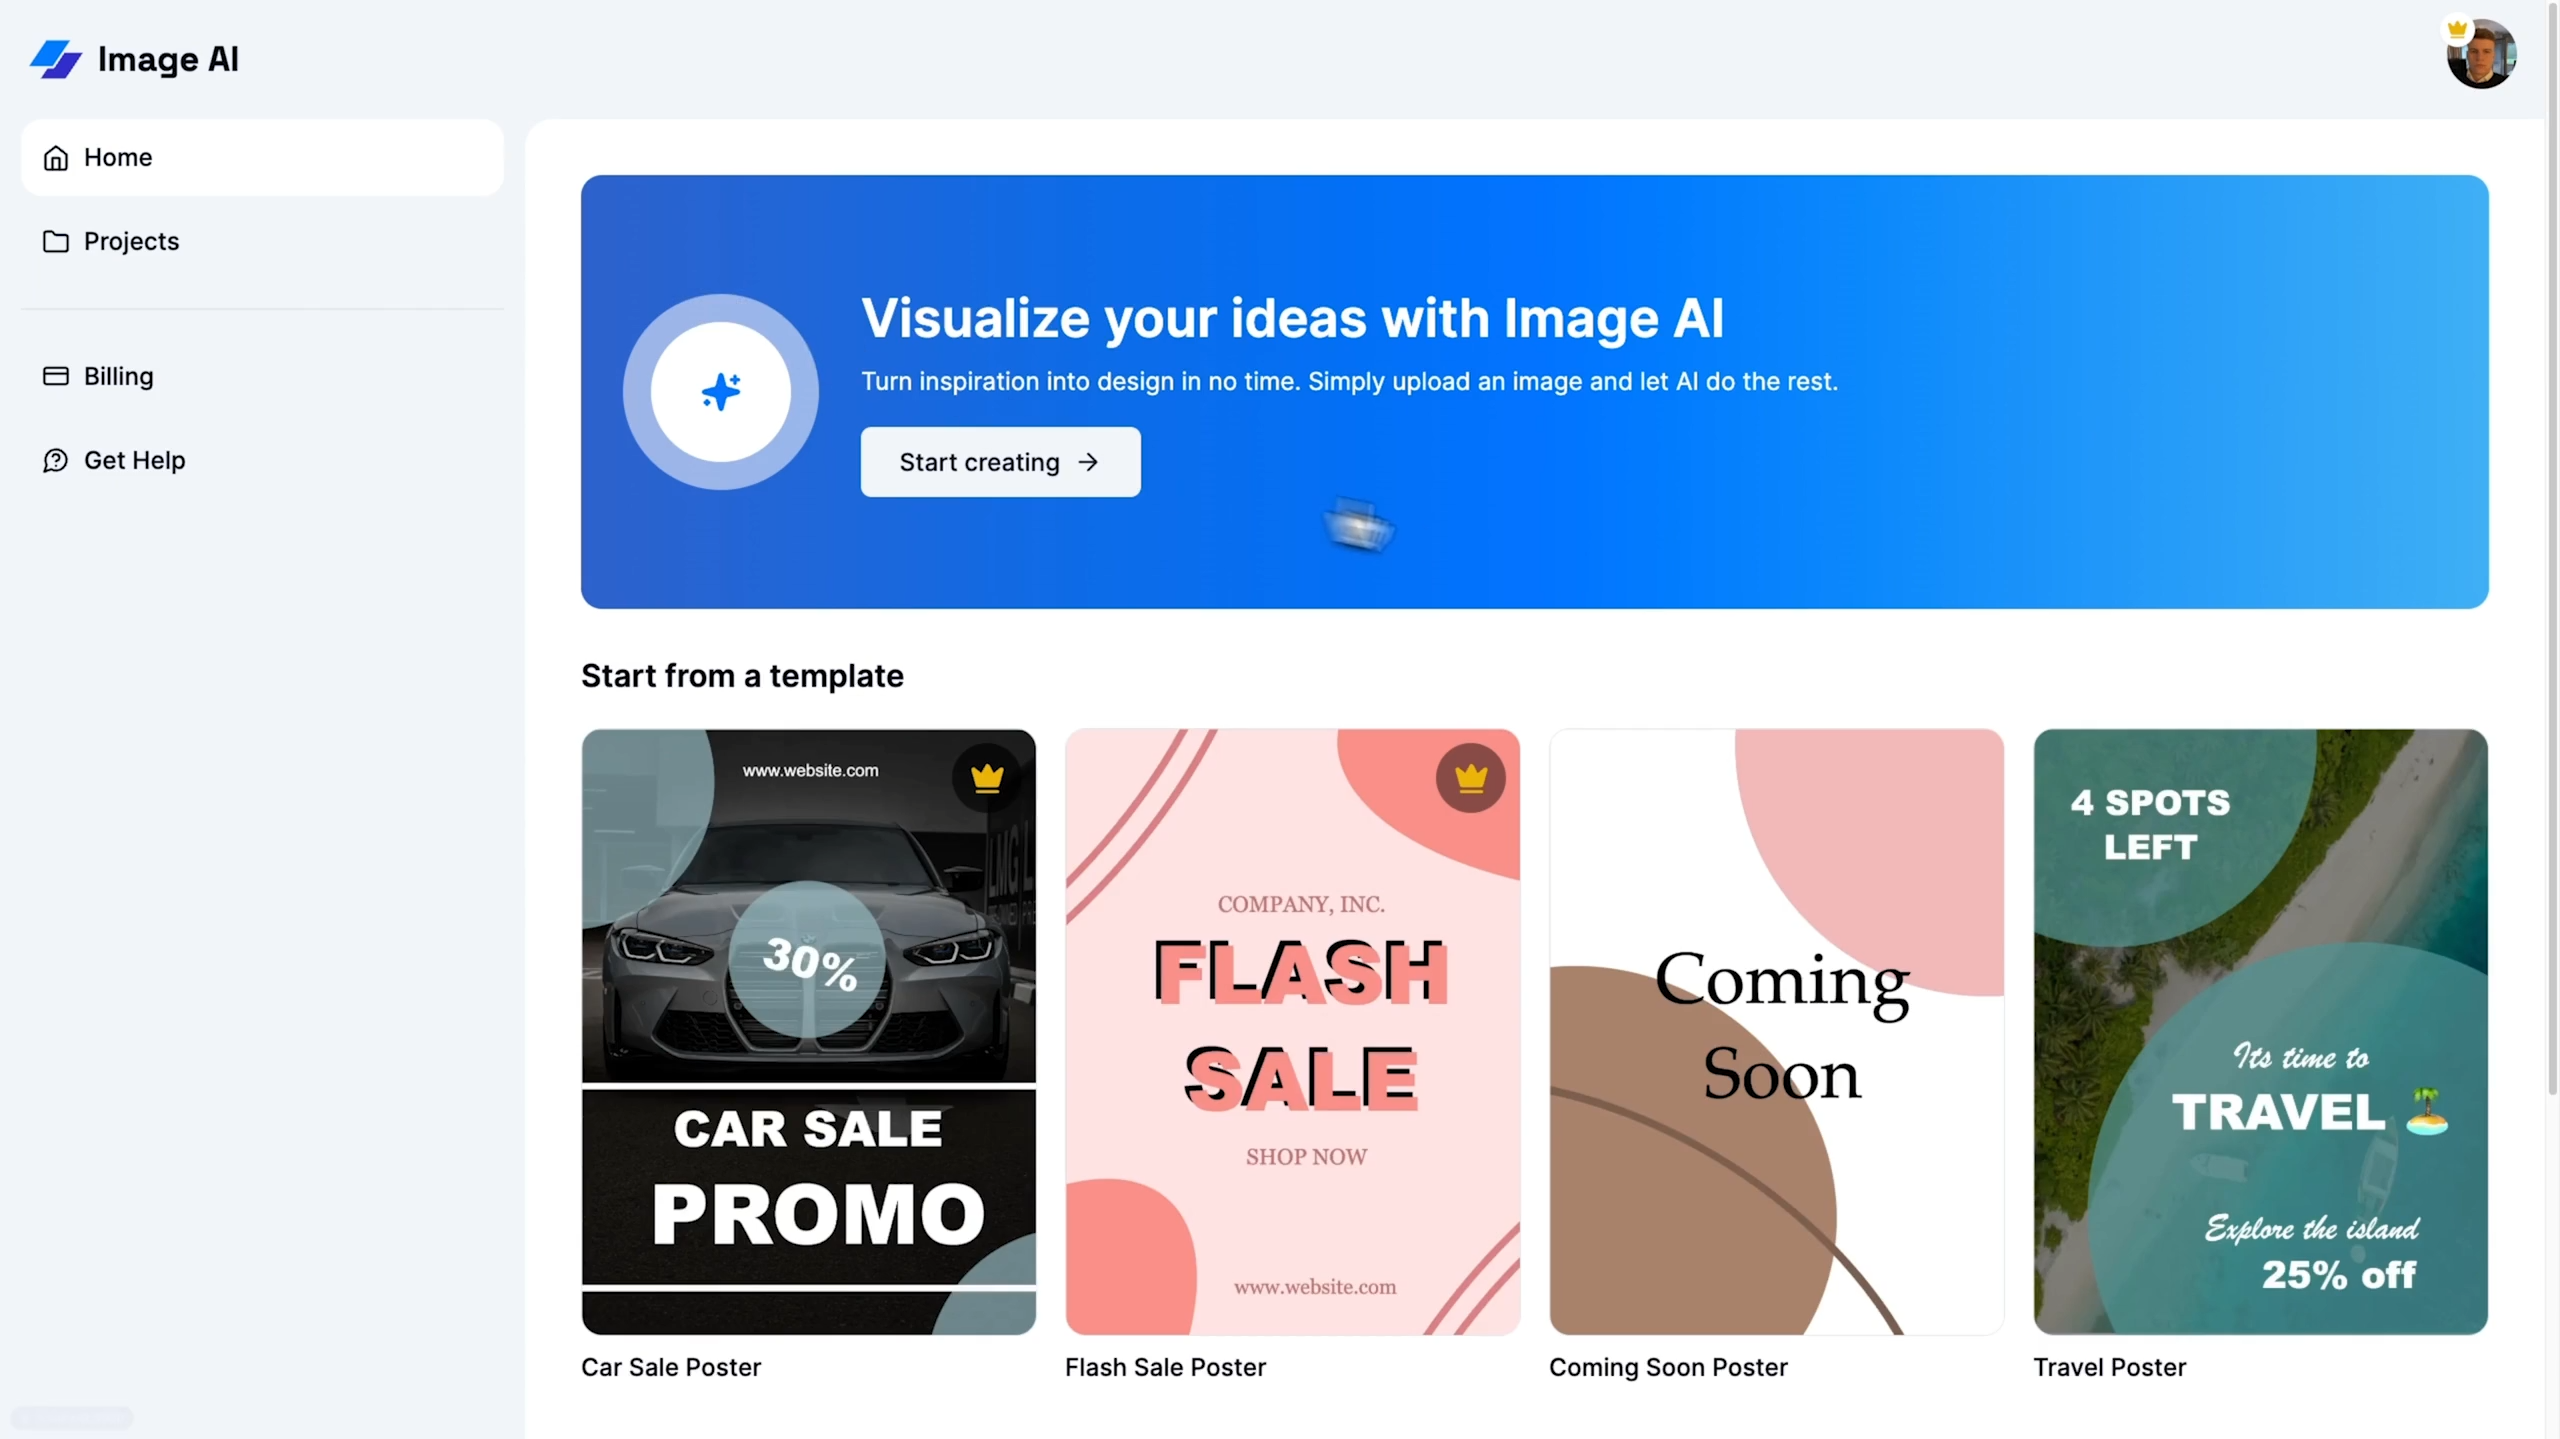 Image AI
Home
Projects
Billing
Get Help
Visualize your ideas with Image AI
Turn inspiration into design in no time. Simply upload an image and let AI do the rest.
Start creating
Start from a template
www.website.com
30%
CAR SALE
PROMO
Car Sale Poster
COMPANY, INC.
FLASH
SALE
SHOP NOW
www.website.com
Flash Sale Poster
Coming
Soon
Coming Soon Poster
4 SPOTS
LEFT
Its time to
TRAVEL
Explore the island
25% off
Travel Poster